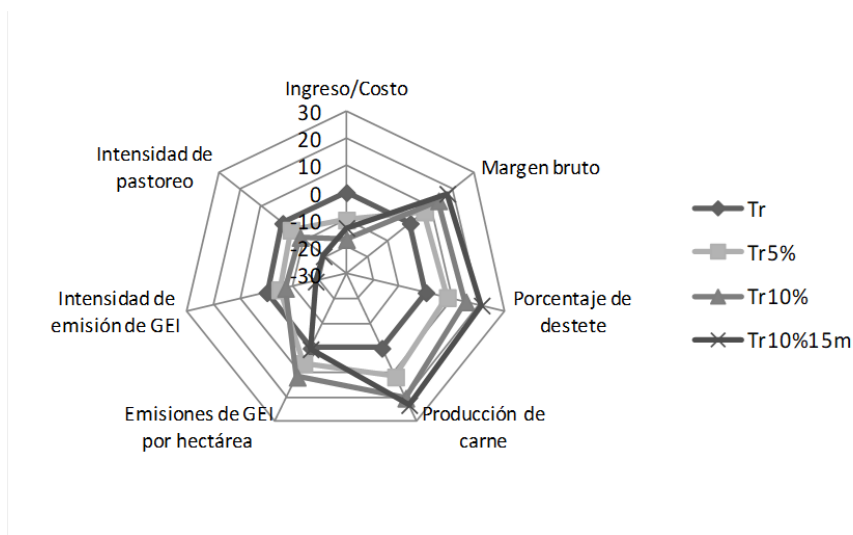 Ingreso/Costo
30
20
10
0
-10
-20
-30
Margen bruto
Porcentaje de
destete
Producción de
carne
Emisiones de GEI
por hectárea
Intensidad de
emisión de GEI
Intensidad de
pastoreo
Tr
Tr5%
Tr10%
Tr10%15m